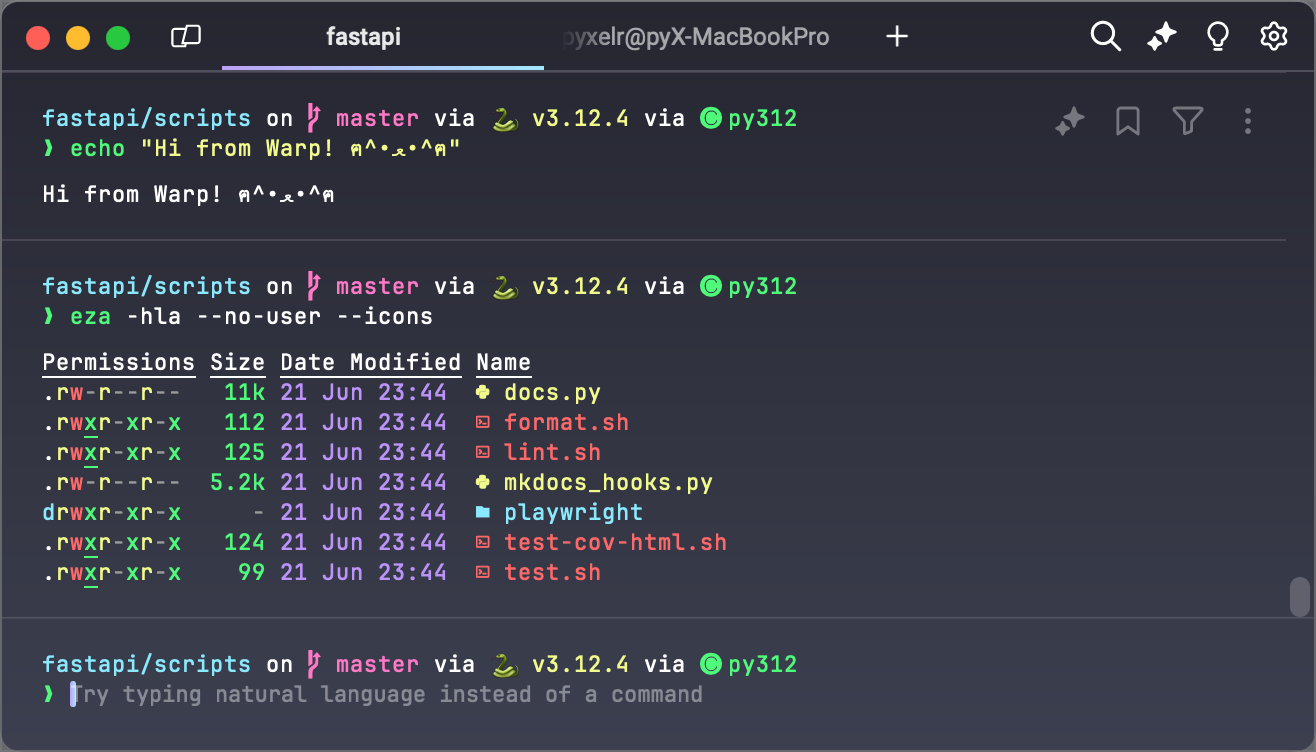 fastapi pyxelr@pyX-MacBookPro
fastapi/scripts on master via 🐍 v3.12.4 via py312
❱ echo "Hi from Warp! ฅ^•ﻌ•^ฅ"
Hi from Warp! ฅ^•ﻌ•^ฅ
fastapi/scripts on master via 🐍 v3.12.4 via py312
❱ eza -hla --no-user --icons
Permissions Size Date Modified Name
.rw-r--r-- 11k 21 Jun 23:44 docs.py
.rwxr-xr-x 112 21 Jun 23:44 format.sh
.rwxr-xr-x 125 21 Jun 23:44 lint.sh
.rw-r--r-- 5.2k 21 Jun 23:44 mkdocs_hooks.py
drwxr-xr-x - 21 Jun 23:44 playwright
.rwxr-xr-x 124 21 Jun 23:44 test-cov-html.sh
.rwxr-xr-x 99 21 Jun 23:44 test.sh
fastapi/scripts on master via 🐍 v3.12.4 via py312
❱ Try typing natural language instead of a command